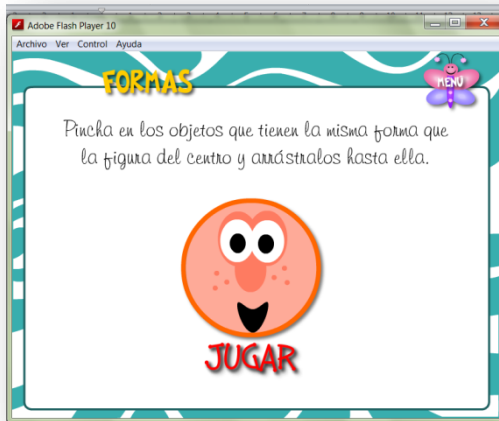 Adobe Flash Player 10
Archivo Ver Control Ayuda
FORMAS
MENU
Pincha en los objetos que tienen la misma forma que
la figura del centro y arrástralos hasta ella.
JUGAR